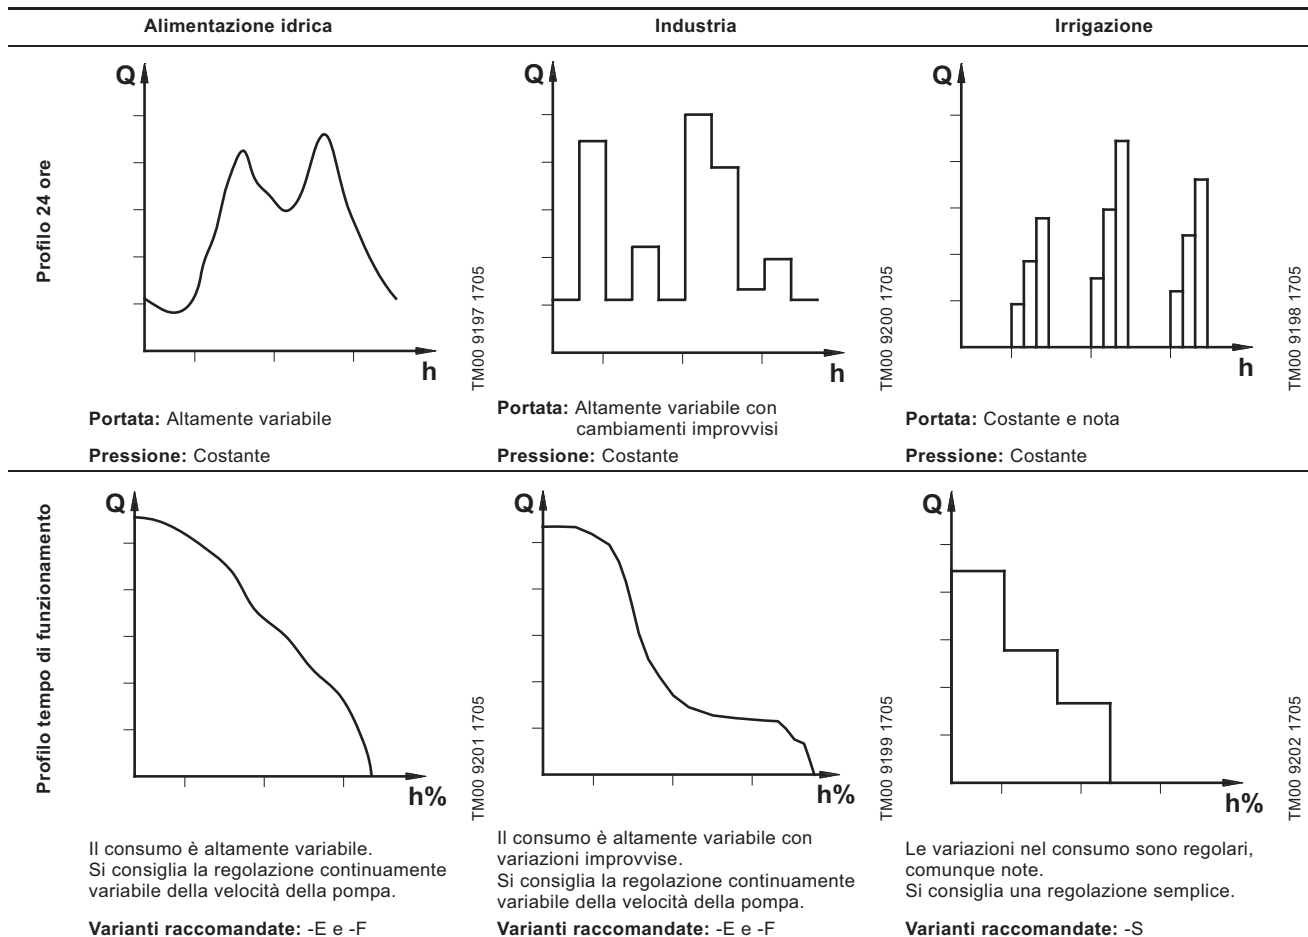 Alimentazione idrica
Industria
Irrigazione
Profilo 24 ore
Q
h
TM00 9197 1705
Q
h
TM00 9200 1705
Q
h
TM00 9198 1705
Portata: Altamente variabile
Pressione: Costante
Portata: Altamente variabile con
cambiamenti improvvisi
Pressione: Costante
Portata: Costante e nota
Pressione: Costante
Profilo tempo di funzionamento
Q
h%
TM00 9201 1705
Q
h%
TM00 9199 1705
Q
h%
TM00 9202 1705
Il consumo è altamente variabile.
Si consiglia la regolazione continuamente
variabile della velocità della pompa.
Varianti raccomandate: -E e -F
Il consumo è altamente variabile con
variazioni improvvise.
Si consiglia la regolazione continuamente
variabile della velocità della pompa.
Varianti raccomandate: -E e -F
Le variazioni nel consumo sono regolari,
comunque note.
Si consiglia una regolazione semplice.
Varianti raccomandate: -S